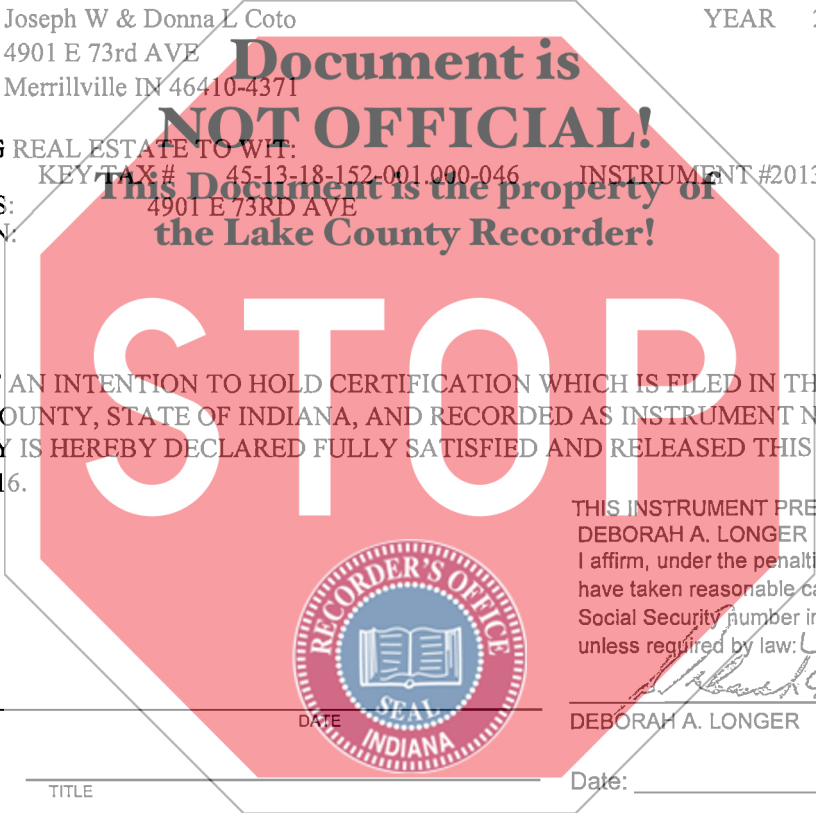 Joseph W & Donna L Coto
YEAR 2
4901 E 73rd AVE
Merrillville IN 46410-4371
Document is
NOT OFFICIAL!
This Document is the property of
the Lake County Recorder!
G REAL ESTATE TO WIT:
KEY TAX # 45-13-18-152-001.000-046 INSTRUMENT #2013
S: 4901 E 73RD AVE
N:
STOP
AN INTENTION TO HOLD CERTIFICATION WHICH IS FILED IN TH
OUNTY, STATE OF INDIANA, AND RECORDED AS INSTRUMENT N
Y IS HEREBY DECLARED FULLY SATISFIED AND RELEASED THIS
16.
THIS INSTRUMENT PRE
DEBORAH A. LONGER
I affirm, under the penalti
have taken reasonable ca
Social Security number in
unless required by law:
RECORDER'S OFFICE
SEAL
INDIANA
DATE
DEBORAH A. LONGER
TITLE
Date: